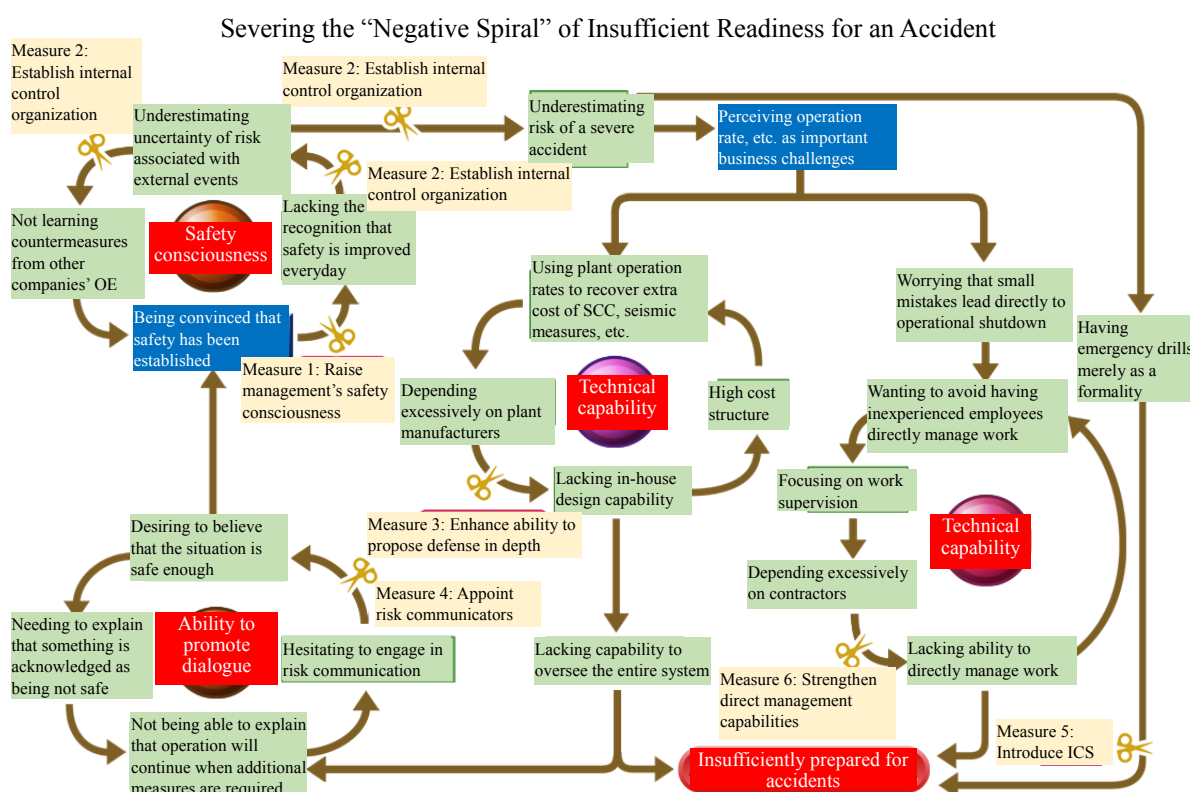 Severing the “Negative Spiral” of Insufficient Readiness for an Accident
Measure 2:
Establish internal
control
organization
Measure 2: Establish internal
control organization
Underestimating
uncertainty of risk
associated with
external events
Underestimating
risk of a severe
accident
Perceiving operation
rate, etc. as important
business challenges
Measure 2: Establish internal
control organization
Not learning
countermeasures
from other
companies’ OE
Safety
consciousness
Lacking the
recognition that
safety is improved
everyday
Being convinced that
safety has been
established
Measure 1: Raise
management’s safety
consciousness
Using plant operation
rates to recover extra
cost of SCC, seismic
measures, etc.
Worrying that small
mistakes lead directly to
operational shutdown
Having
emergency drills
merely as a
formality
Depending
excessively on plant
manufacturers
Technical
capability
High cost
structure
Wanting to avoid having
inexperienced employees
directly manage work
Lacking in-house
design capability
Focusing on work
supervision
Measure 3: Enhance ability to
propose defense in depth
Technical
capability
Desiring to believe
that the situation is
safe enough
Depending excessively
on contractors
Measure 4: Appoint
risk communicators
Needing to explain
that something is
acknowledged as
being not safe
Ability to
promote
dialogue
Hesitating to engage in
risk communication
Lacking capability to
oversee the entire system
Lacking ability to
directly manage work
Measure 6: Strengthen
direct management
capabilities
Not being able to explain
that operation will
continue when additional
measures are required
Insufficiently prepared for
accidents
Measure 5:
Introduce ICS